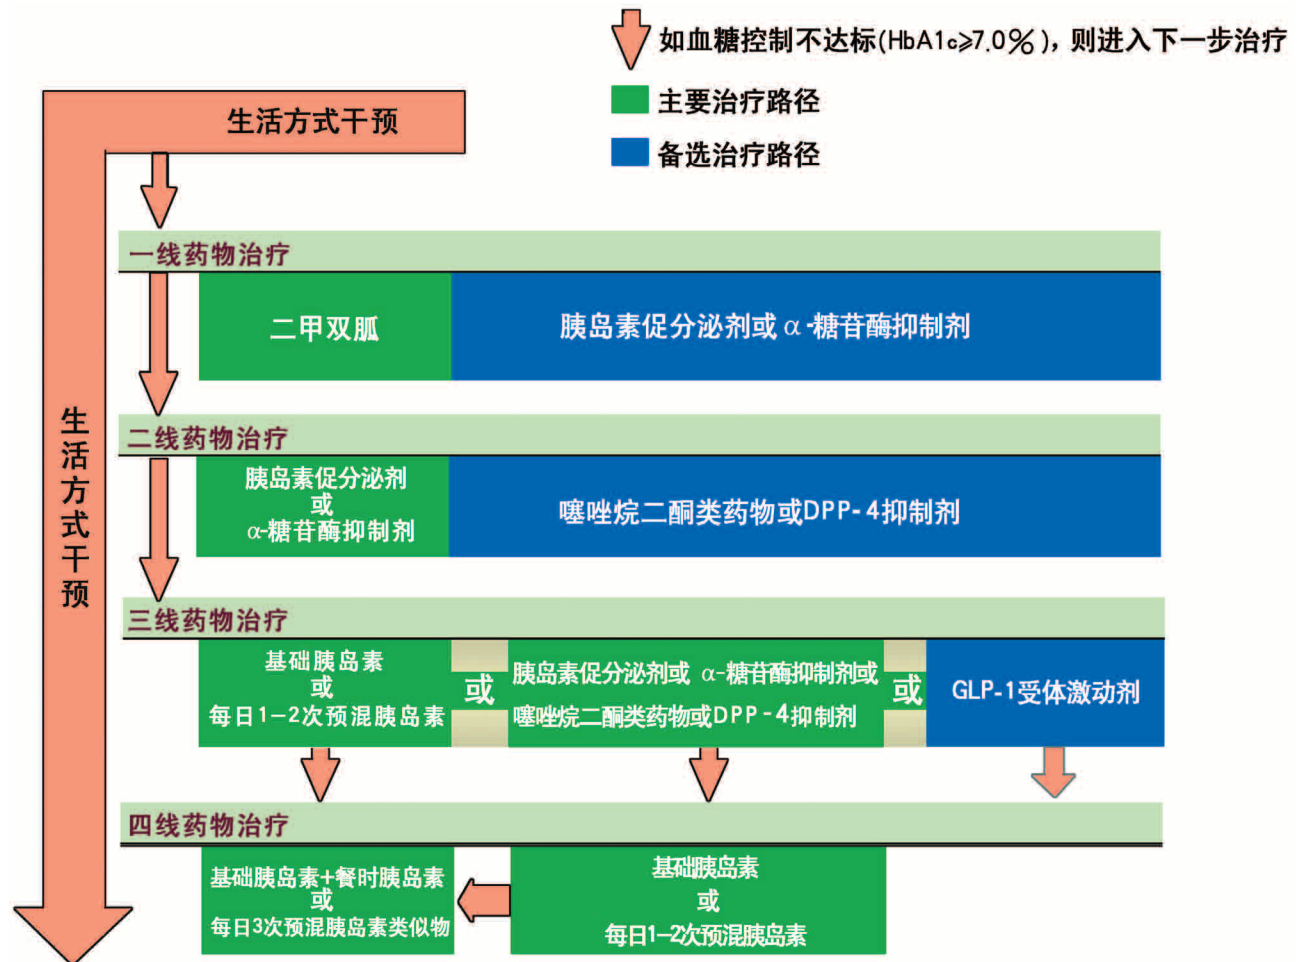 如血糖控制不达标(HbA1c≥7.0%)，则进入下一步治疗
主要治疗路径
备选治疗路径
生活方式干预
生活方式干预
一线药物治疗
二甲双胍
胰岛素促分泌剂或 α-糖苷酶抑制剂
二线药物治疗
胰岛素促分泌剂
或
α-糖苷酶抑制剂
噻唑烷二酮类药物或DPP-4抑制剂
三线药物治疗
基础胰岛素
或
每日1-2次预混胰岛素
或
胰岛素促分泌剂或 α-糖苷酶抑制剂或
噻唑烷二酮类药物或DPP-4抑制剂
或
GLP-1受体激动剂
四线药物治疗
基础胰岛素+餐时胰岛素
或
每日3次预混胰岛素类似物
基础胰岛素
或
每日1-2次预混胰岛素